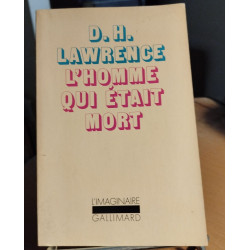 D. H.
LAWRENCE
L'HOMME
QUI ÉTAIT
MORT
L'IMAGINAIRE
GALLIMARD